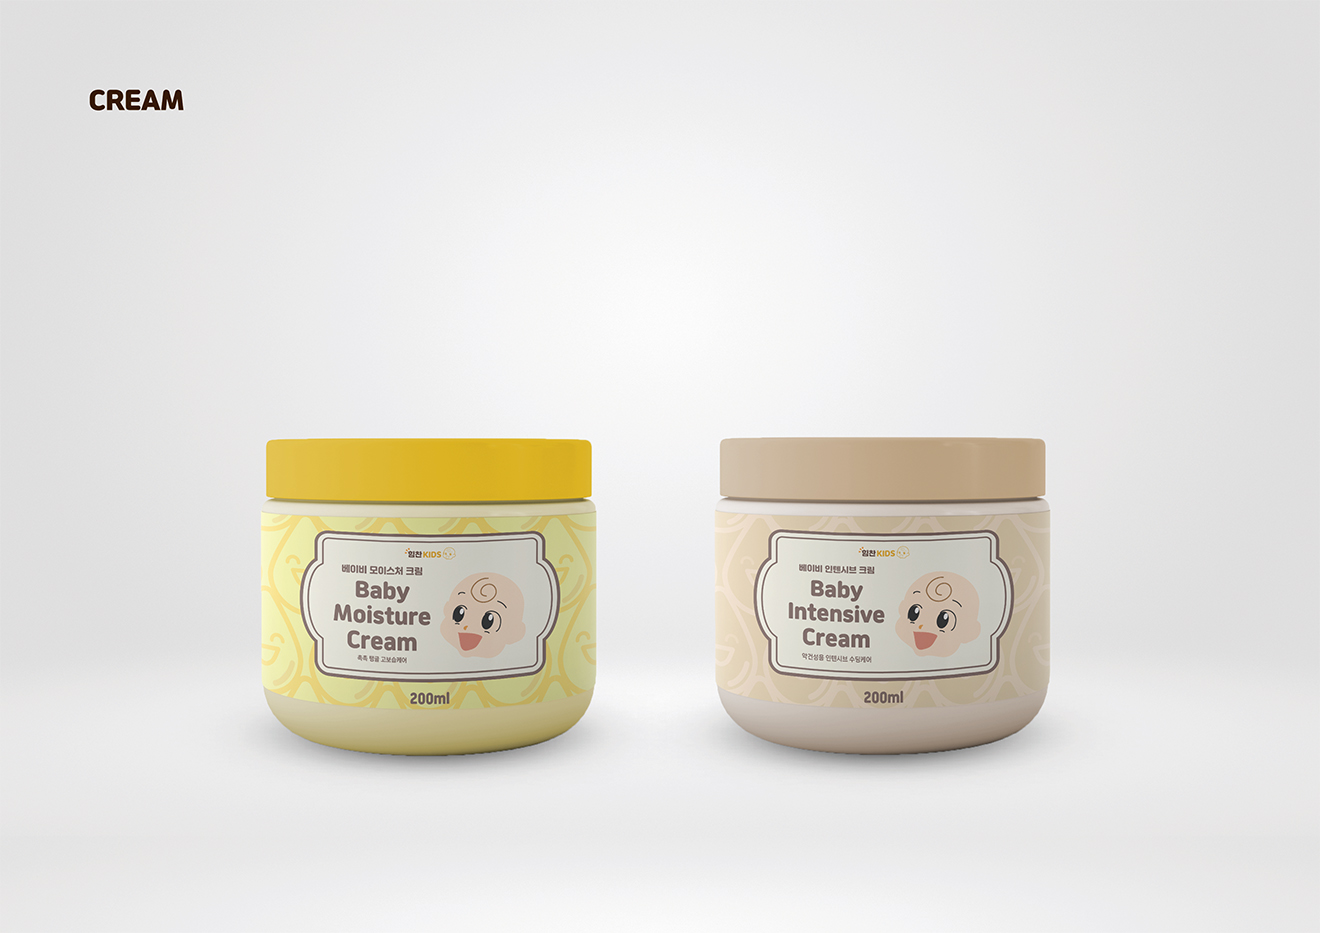 CREAM
임찬KIDS
베이비 모이스처 크림
Baby
Moisture
Cream
촉촉 탱글 고보습케어
200ml
임찬KIDS
베이비 인텐시브 크림
Baby
Intensive
Cream
악건성용 인텐시브 수딩케어
200ml